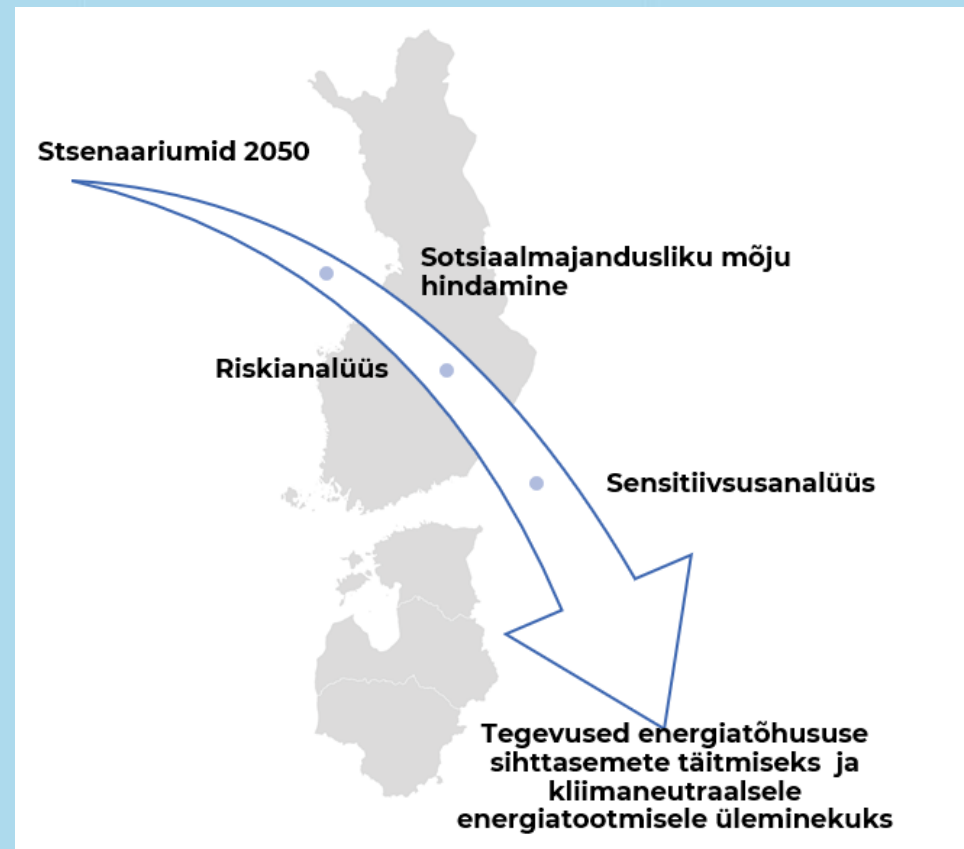 Stsenaariumid 2050
Sotsiaalmajandusliku mõju
hindamine
Riskianalüüs
Sensitiivsusanalüüs
Tegevused energiatõhususe
sihttasemete täitmiseks ja
kliimaneutraalsele
energiatootmisele üleminekuks